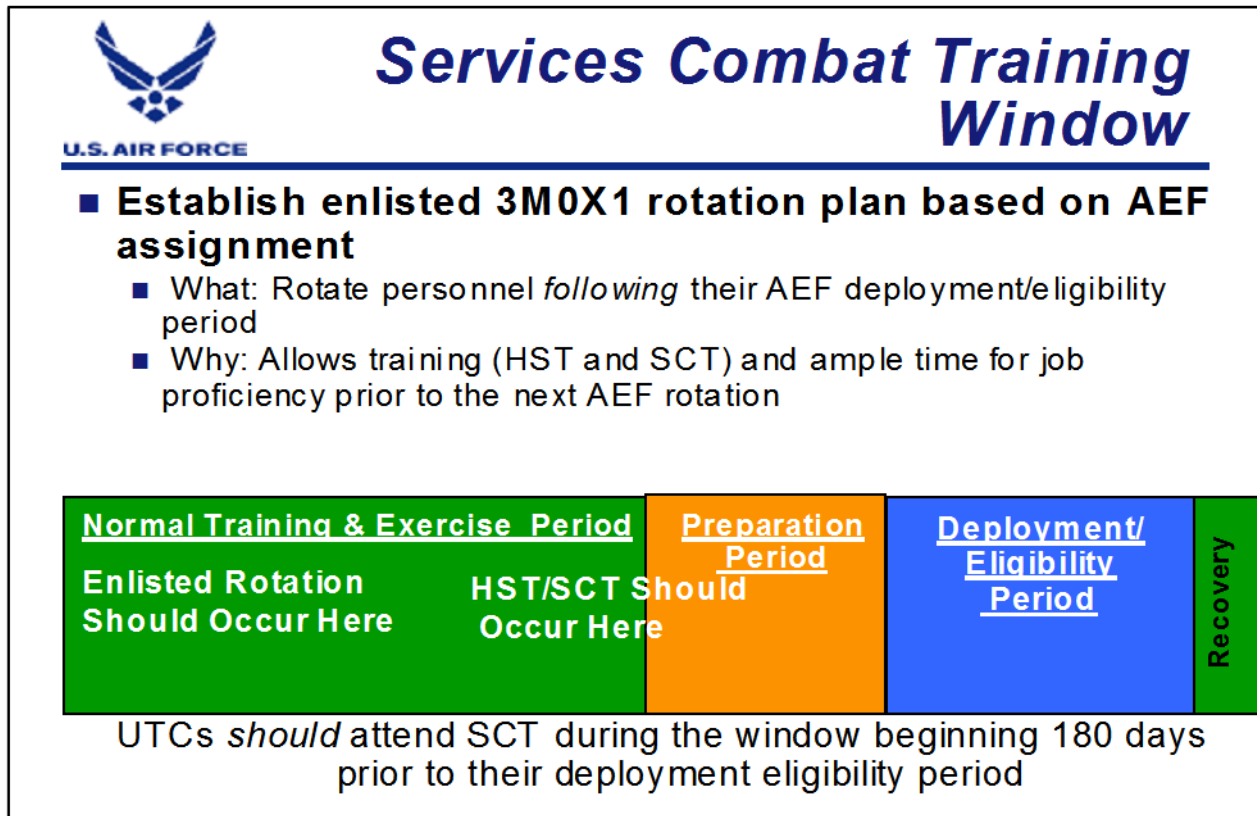 Services Combat Training
Window
U.S. AIR FORCE
■ Establish enlisted 3M0X1 rotation plan based on AEF
assignment
■ What: Rotate personnel following their AEF deployment/eligibility
period
■ Why: Allows training (HST and SCT) and ample time for job
proficiency prior to the next AEF rotation
Normal Training & Exercise Period
Enlisted Rotation
Should Occur Here
HST/SCT Should
Occur Here
Preparation
Period
Deployment/
Eligibility
Period
Recovery
UTCs should attend SCT during the window beginning 180 days
prior to their deployment eligibility period